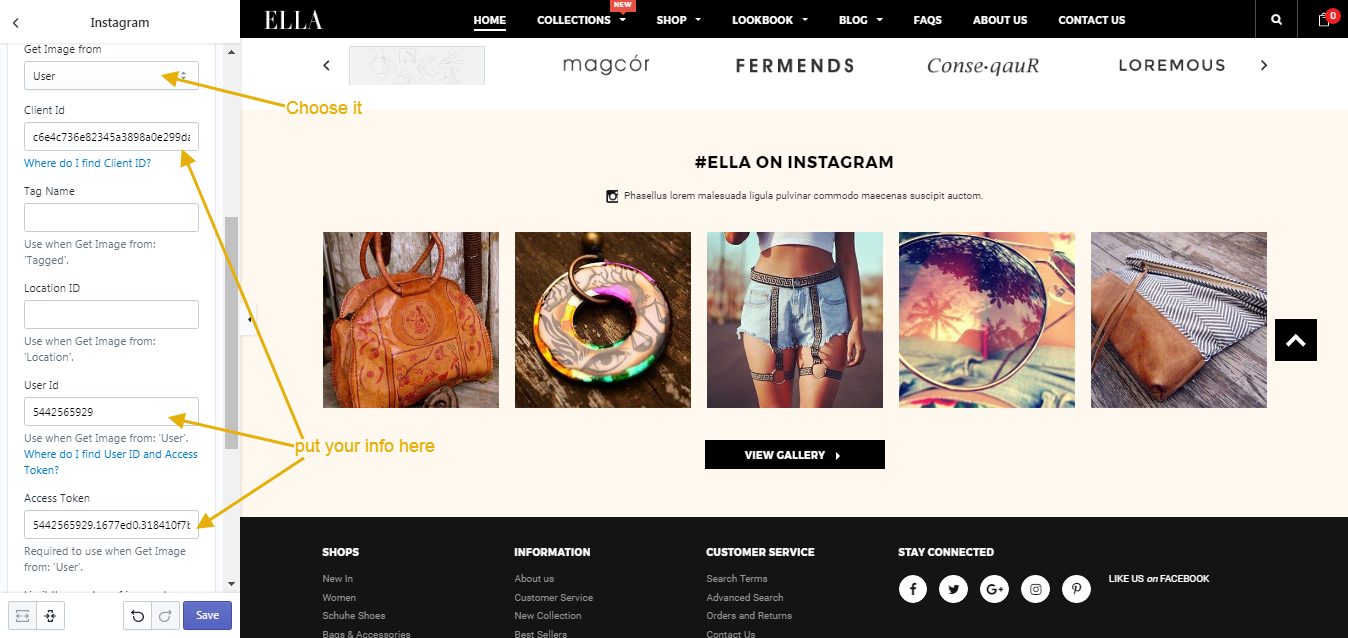 Instagram
Get Image from
User
Client Id
c6e4c736e82345a3898a0e299da
Where do I find Client ID?
Tag Name
Use when Get Image from:
'Tagged'.
Location ID
Use when Get Image from:
'Location'.
User Id
5442565929
Use when Get Image from: 'User'.
Where do I find User ID and Access
Token?
Access Token
5442565929.1677ed0.318410f7b
Required to use when Get Image
from: 'User'.
Save
Choose it
put your info here
ELLA
NEW
HOME COLLECTIONS SHOP LOOKBOOK BLOG FAQS ABOUT US CONTACT US
0
magcór FERMENDS Conse·qauR LOREMOUS
#ELLA ON INSTAGRAM
Phasellus lorem malesuada ligula pulvinar commodo maecenas suscipit auctom.
VIEW GALLERY
SHOPS
New In
Women
Schuhe Shoes
Bags & Accessories
INFORMATION
About us
Customer Service
New Collection
Best Sellers
CUSTOMER SERVICE
Search Terms
Advanced Search
Orders and Returns
Contact Us
STAY CONNECTED
LIKE US on FACEBOOK